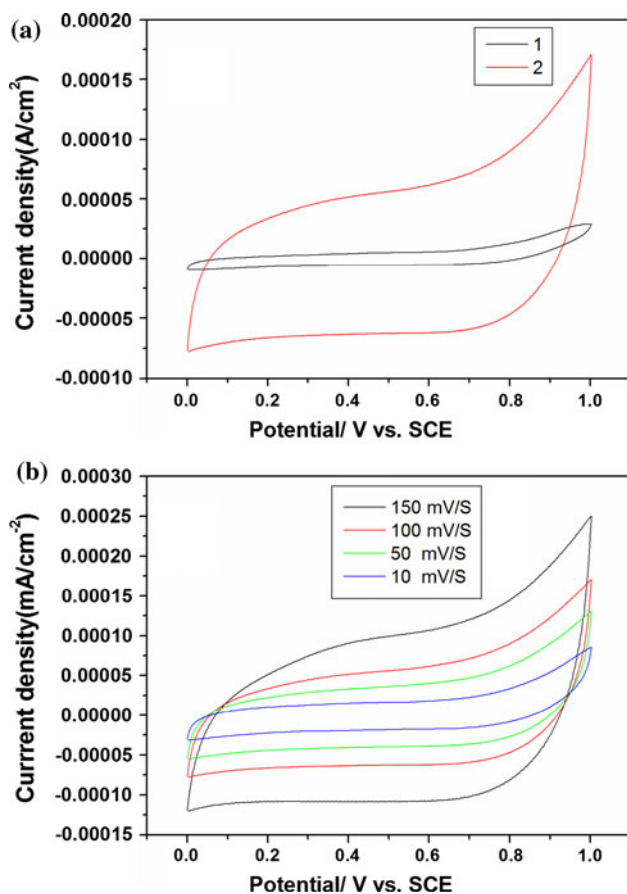 (a)
0.00020
0.00015
0.00010
0.00005
0.00000
-0.00005
-0.00010
Current density(A/cm²)
1
2
0.0 0.2 0.4 0.6 0.8 1.0
Potential/ V vs. SCE
(b)
0.00030
0.00025
0.00020
0.00015
0.00010
0.00005
0.00000
-0.00005
-0.00010
-0.00015
Currrent density(mA/cm⁻²)
150 mV/S
100 mV/S
50 mV/S
10 mV/S
0.0 0.2 0.4 0.6 0.8 1.0
Potential/ V vs. SCE